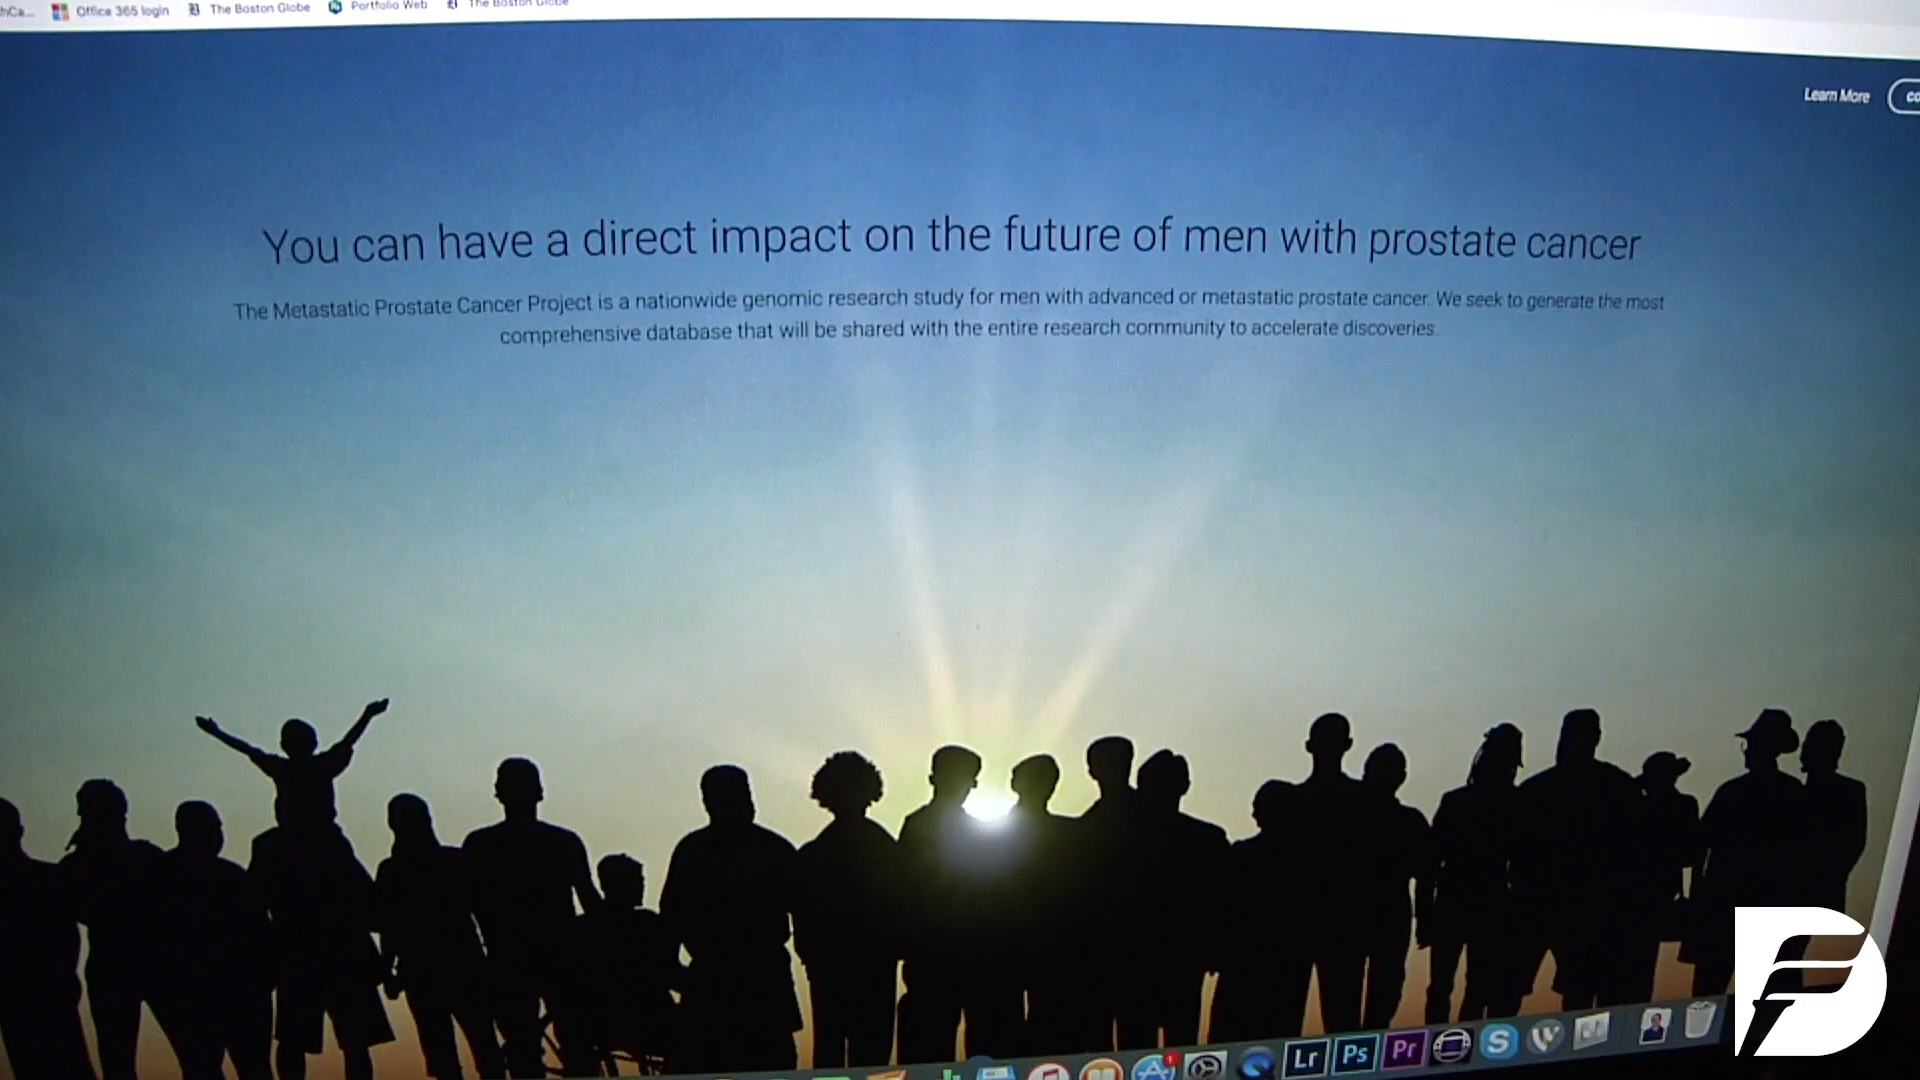 Office 365 login The Boston Globe Portfolio Web The Boston Globe
Learn More
You can have a direct impact on the future of men with prostate cancer
The Metastatic Prostate Cancer Project is a nationwide genomic research study for men with advanced or metastatic prostate cancer. We seek to generate the most
comprehensive database that will be shared with the entire research community to accelerate discoveries.
Lr Ps Pr S